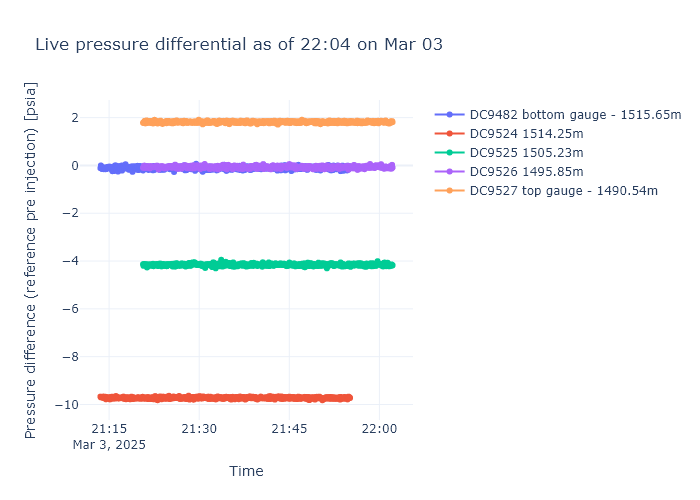 Live pressure differential as of 22:04 on Mar 03
Pressure difference (reference pre injection) [psia]
2
0
−2
−4
−6
−8
−10
21:15
Mar 3, 2025
21:30
21:45
22:00
Time
DC9482 bottom gauge - 1515.65m
DC9524 1514.25m
DC9525 1505.23m
DC9526 1495.85m
DC9527 top gauge - 1490.54m